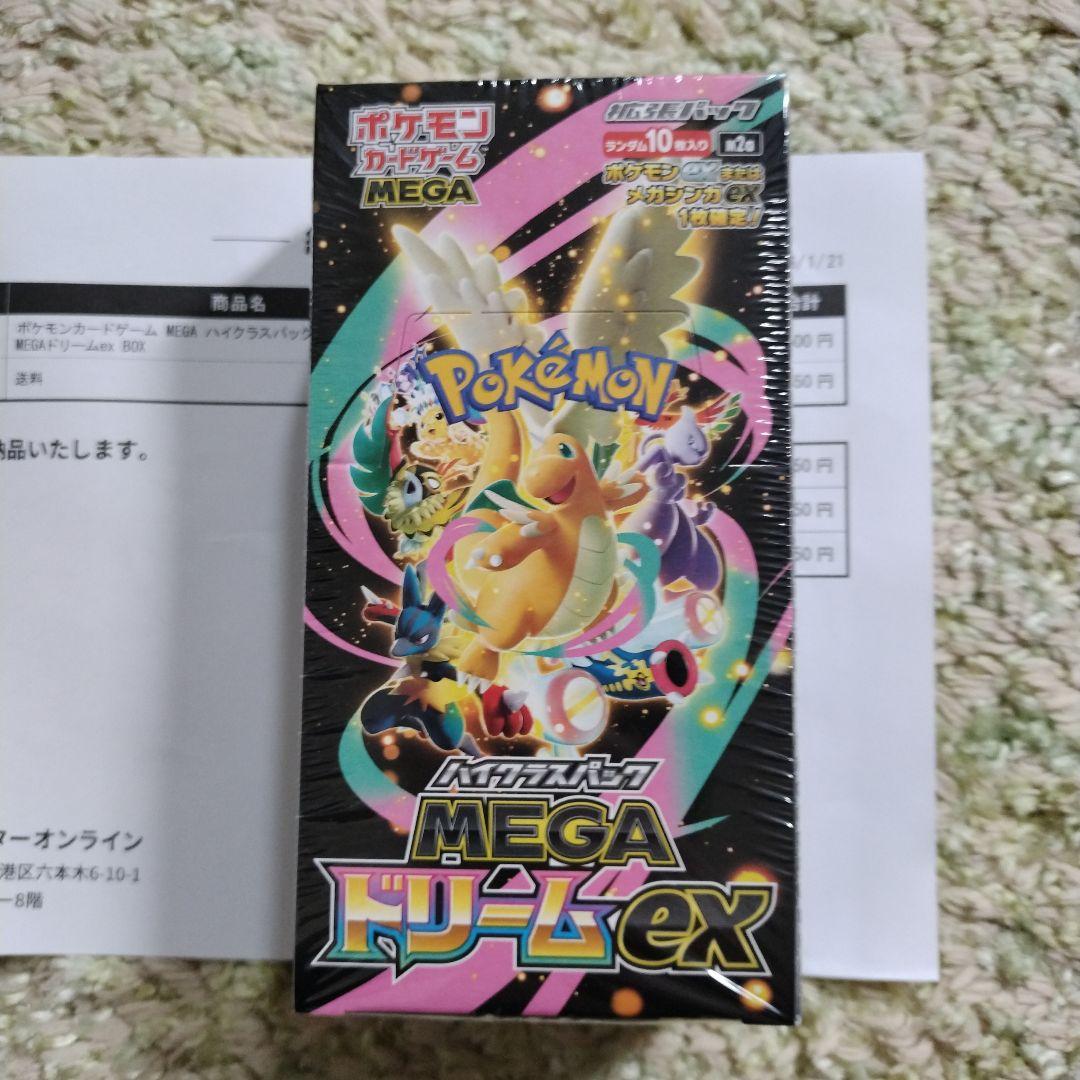 ポケモン
カードゲーム
MEGA
拡張パック
ランダム10枚入り
ポケモンexまたは
メガシンカex
1枚確定!
/1/21
商品名
合計
ポケモンカードゲーム MEGA ハイクラスパック
MEGAドリームex BOX
00 円
送料
50 円
納品いたします。
50 円
50 円
50 円
POKéMON
ハイクラスパック
MEGA
ドリームex
ターオンライン
港区六本木6-10-1
ー8階